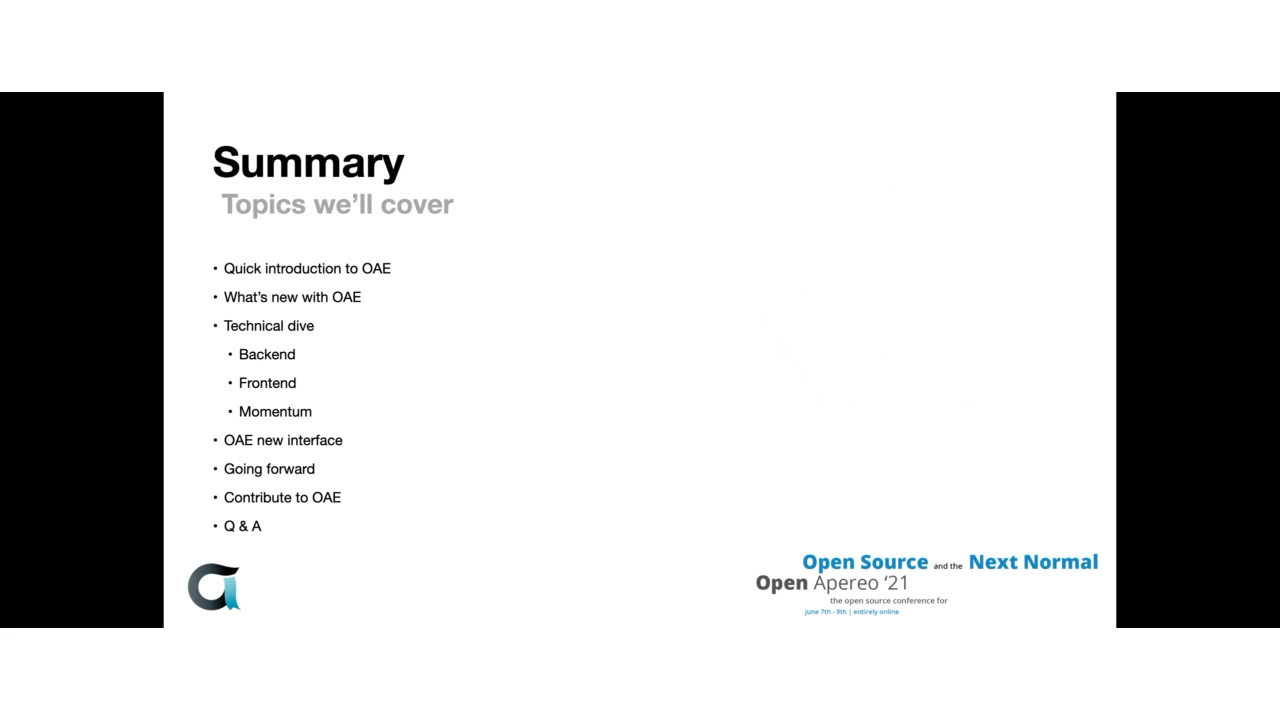 Summary
Topics we’ll cover
• Quick introduction to OAE
• What’s new with OAE
• Technical dive
• Backend
• Frontend
• Momentum
• OAE new interface
• Going forward
• Contribute to OAE
• Q & A
Open Source and the Next Normal
Open Apereo ‘21
the open source conference for
june 7th - 9th | entirely online